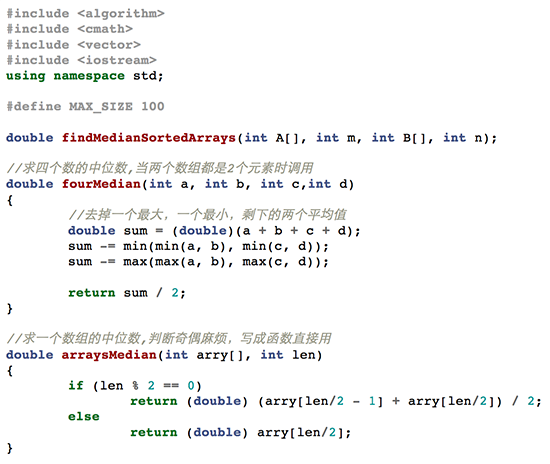 #include <algorithm>
#include <cmath>
#include <vector>
#include <iostream>
using namespace std;

#define MAX_SIZE 100

double findMedianSortedArrays(int A[], int m, int B[], int n);

//求四个数的中位数,当两个数组都是2个元素时调用
double fourMedian(int a, int b, int c,int d)
{
        //去掉一个最大，一个最小，剩下的两个平均值
        double sum = (double)(a + b + c + d);
        sum -= min(min(a, b), min(c, d));
        sum -= max(max(a, b), max(c, d));

        return sum / 2;
}

//求一个数组的中位数,判断奇偶麻烦，写成函数直接用
double arraysMedian(int arry[], int len)
{
        if (len % 2 == 0)
                return (double) (arry[len/2 - 1] + arry[len/2]) / 2;
        else
                return (double) arry[len/2];
}